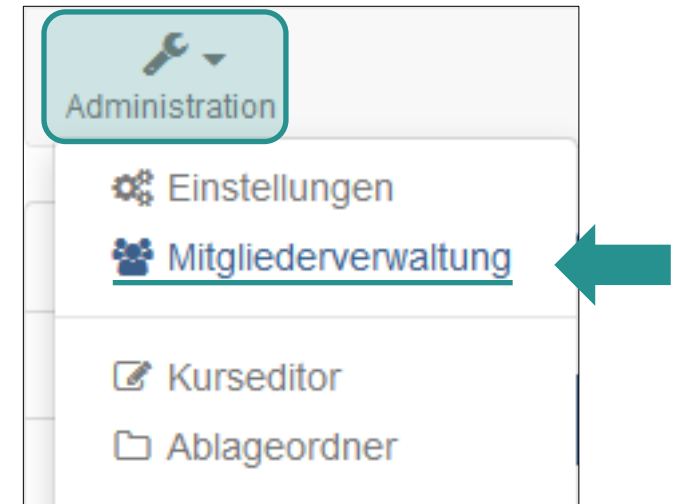 Administration
Einstellungen
Mitgliederverwaltung
Kurseditor
Ablageordner